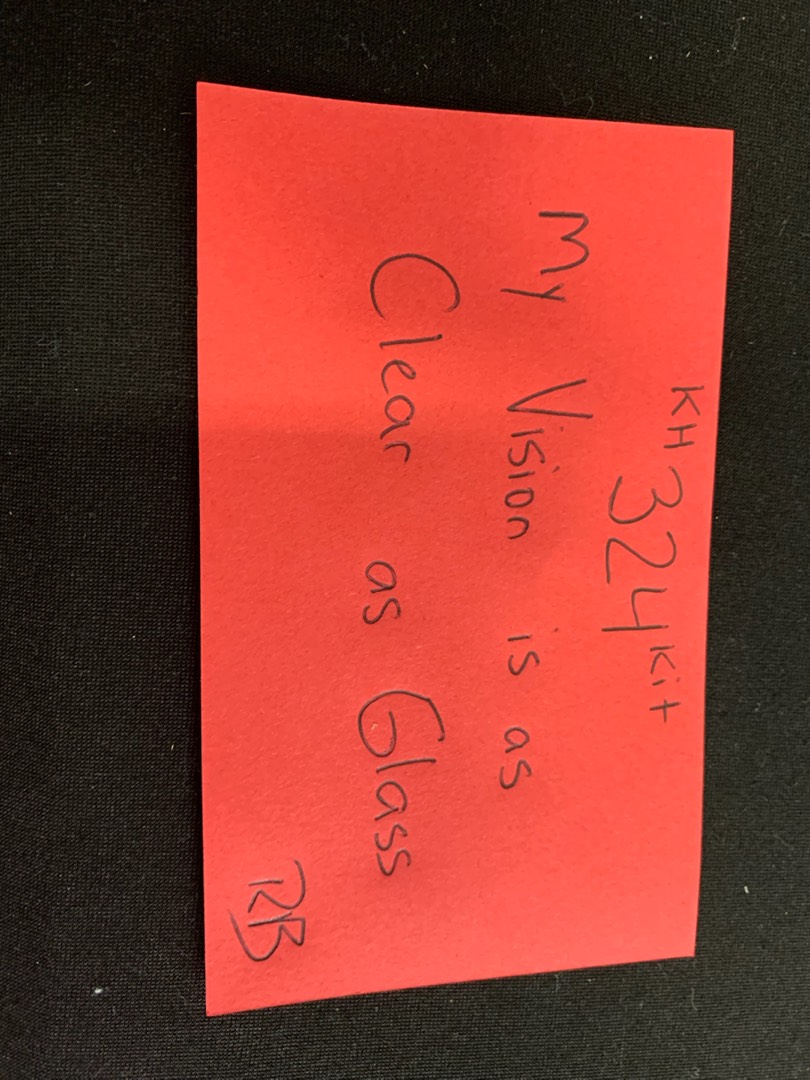 KH 324 Kit
My Vision is as
Clear as Glass
RB